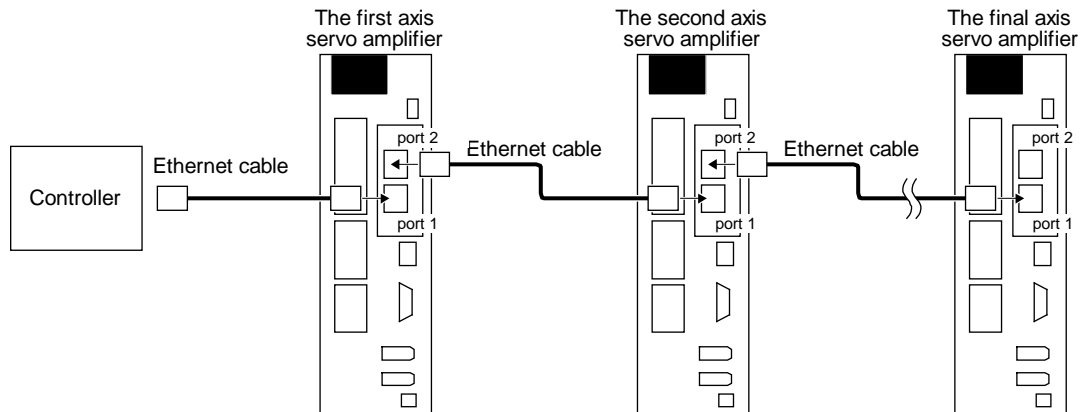 The first axis
servo amplifier
The second axis
servo amplifier
The final axis
servo amplifier
Controller
Ethernet cable
port 2
port 1
Ethernet cable
port 2
port 1
Ethernet cable
port 2
port 1